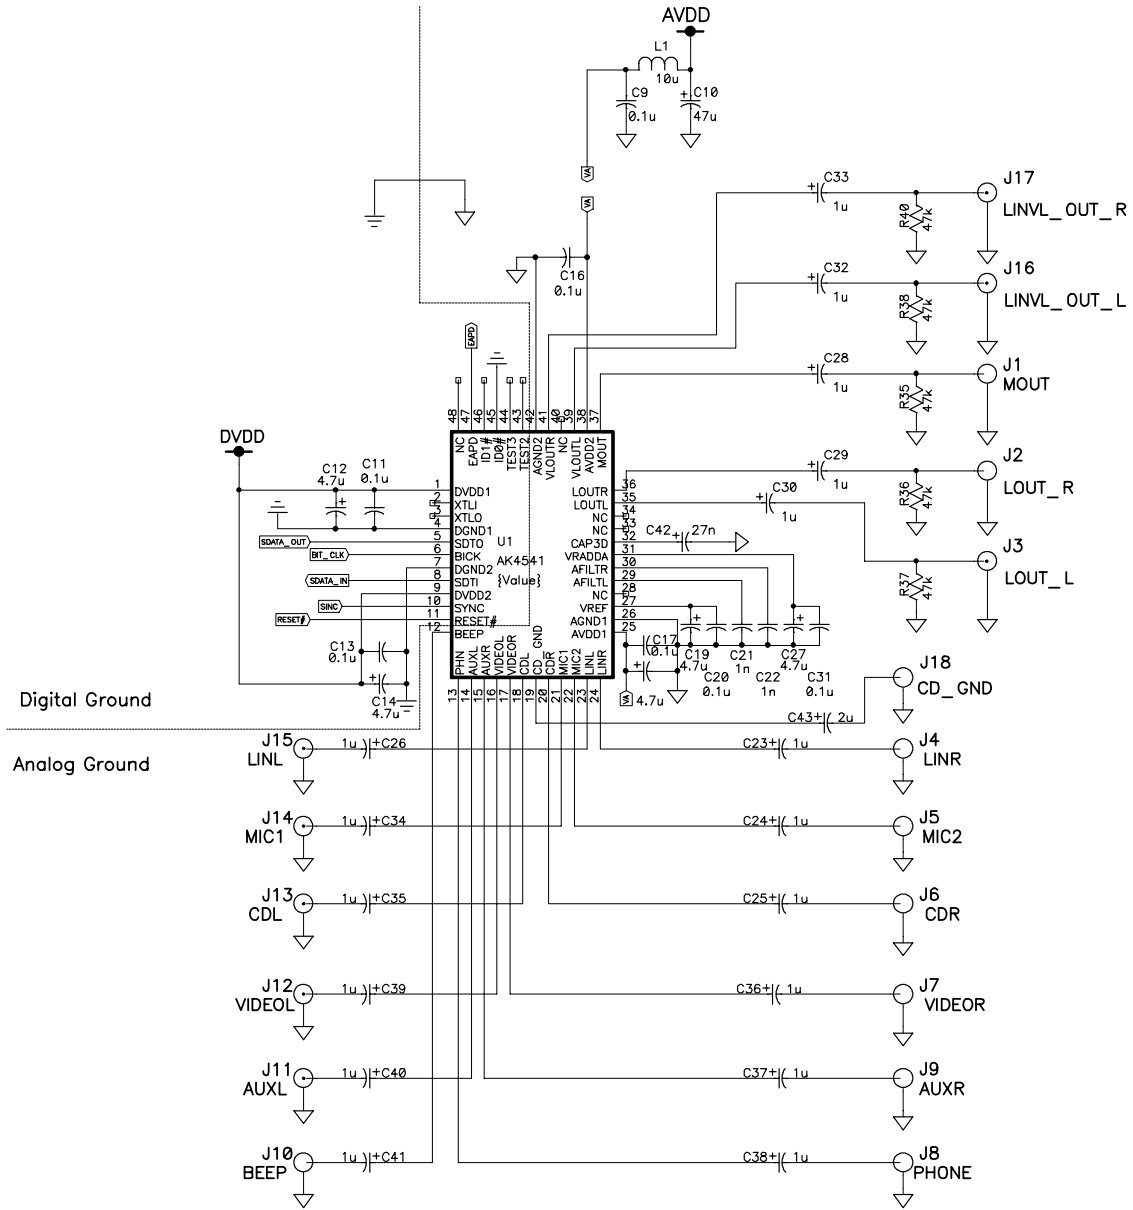 AVDD
L1
10u
C9
0.1u
C10
47u
VA
VA
C16
0.1u
C33
1u
R40
47k
J17
LINVL_OUT_R
C32
1u
R38
47k
J16
LINVL_OUT_L
C28
1u
R35
47k
J1
MOUT
C29
1u
R36
47k
J2
LOUT_R
C30
1u
R37
47k
J3
LOUT_L
EAPD
48
47
46
45
44
43
42
41
40
39
38
37
NC
EAPD
ID1#
ID0#
TEST3
TEST2
AGND2
VLOUTR
NC
VLOUTL
AVDD2
MOUT
DVDD
C12
4.7u
C11
0.1u
1
2
3
4
5
6
7
8
9
10
11
12
DVDD1
XTLI
XTLO
DGND1
SDTO
BICK
DGND2
SDTI
DVDD2
SYNC
RESET#
BEEP
SDATA_OUT
BIT_CLK
SDATA_IN
SINC
RESET#
U1
AK4541
{Value}
36
35
34
33
32
31
30
29
28
27
26
25
LOUTR
LOUTL
NC
NC
CAP3D
VRADDA
AFILTR
AFILTL
NC
VREF
AGND1
AVDD1
C42
27n
C13
0.1u
C14
4.7u
C17
0.1u
C19
4.7u
C20
0.1u
C21
1n
C22
1n
C27
4.7u
C31
0.1u
VA
4.7u
PHN
AUXL
AUXR
VIDEOL
VIDEOR
CDL
CD_GND
CDR
MIC1
MIC2
LINL
LINR
13
14
15
16
17
18
19
20
21
22
23
24
Digital Ground
Analog Ground
C43
2u
J18
CD_GND
J15
LINL
1u
C26
C23
1u
J4
LINR
J14
MIC1
1u
C34
C24
1u
J5
MIC2
J13
CDL
1u
C35
C25
1u
J6
CDR
J12
VIDEOL
1u
C39
C36
1u
J7
VIDEOR
J11
AUXL
1u
C40
C37
1u
J9
AUXR
J10
BEEP
1u
C41
C38
1u
J8
PHONE